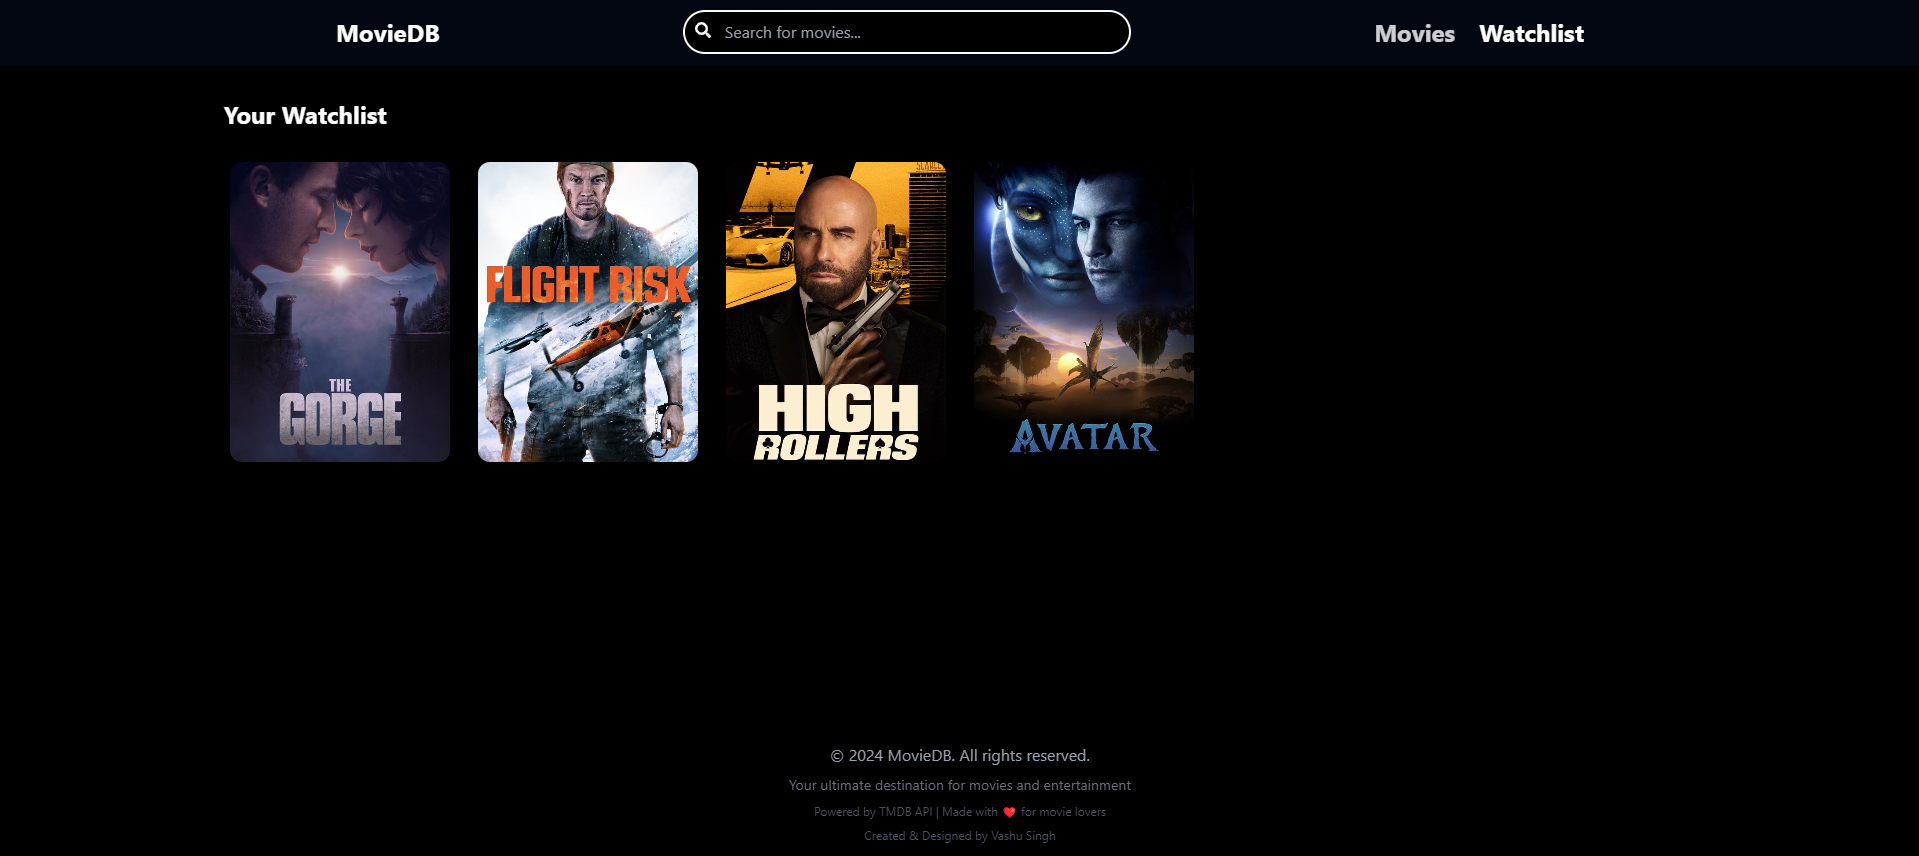 MovieDB
Search for movies...
Movies
Watchlist
Your Watchlist
THE
GORGE
FLIGHT RISK
HIGH
ROLLERS
AVATAR
© 2024 MovieDB. All rights reserved.
Your ultimate destination for movies and entertainment
Powered by TMDB API | Made with ❤️ for movie lovers
Created & Designed by Vashu Singh